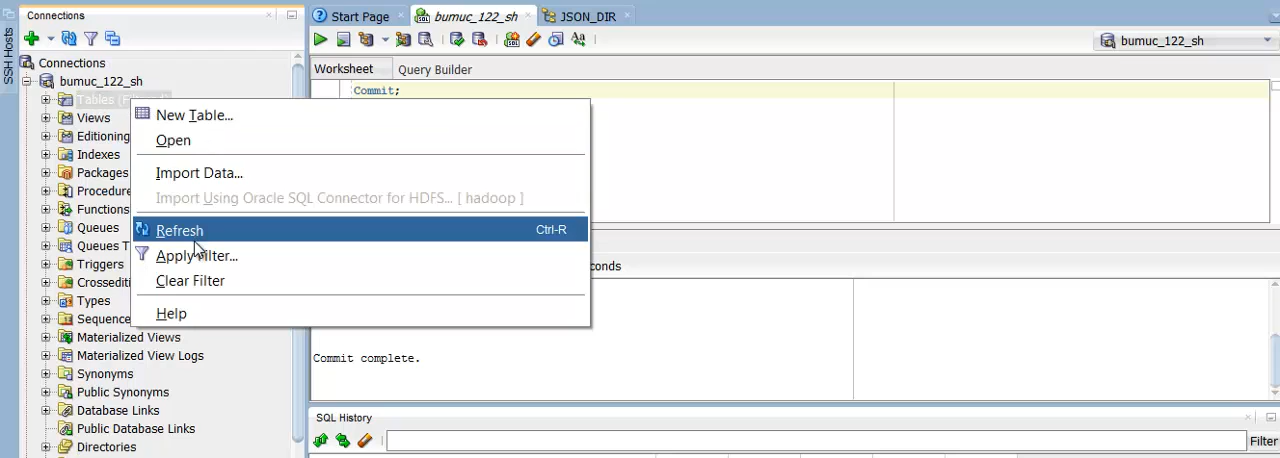 SSH Hosts
Connections
Connections
bumuc_122_sh
Tables (Fil
Views
Editioning
Indexes
Packages
Procedure
Functions
Queues
Queues T
Triggers
Crossediti
Types
Sequence
Materialized Views
Materialized View Logs
Synonyms
Public Synonyms
Database Links
Public Database Links
Directories
New Table...
Open
Import Data...
Import Using Oracle SQL Connector for HDFS... [ hadoop ]
Refresh Ctrl-R
Apply Filter...
Clear Filter
Help
Start Page
bumuc_122_sh
JSON_DIR
bumuc_122_sh
Worksheet Query Builder
Commit;
conds
Commit complete.
SQL History
Filter